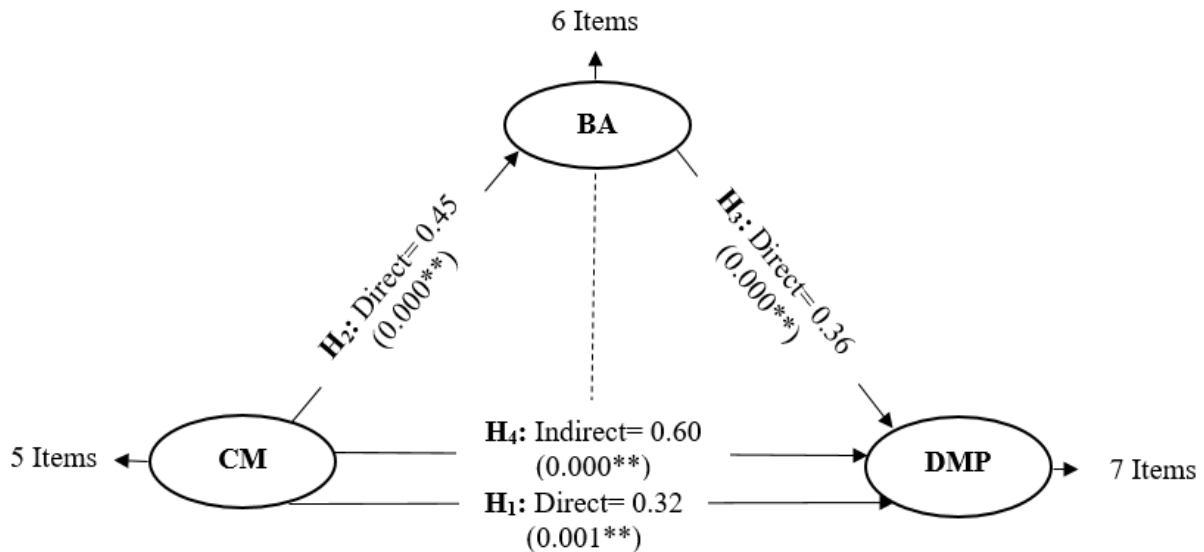 6 Items
BA
H₂: Direct= 0.45
(0.000**)
H₃: Direct= 0.36
(0.000**)
5 Items
CM
H₄: Indirect= 0.60
(0.000**)
H₁: Direct= 0.32
(0.001**)
DMP
7 Items